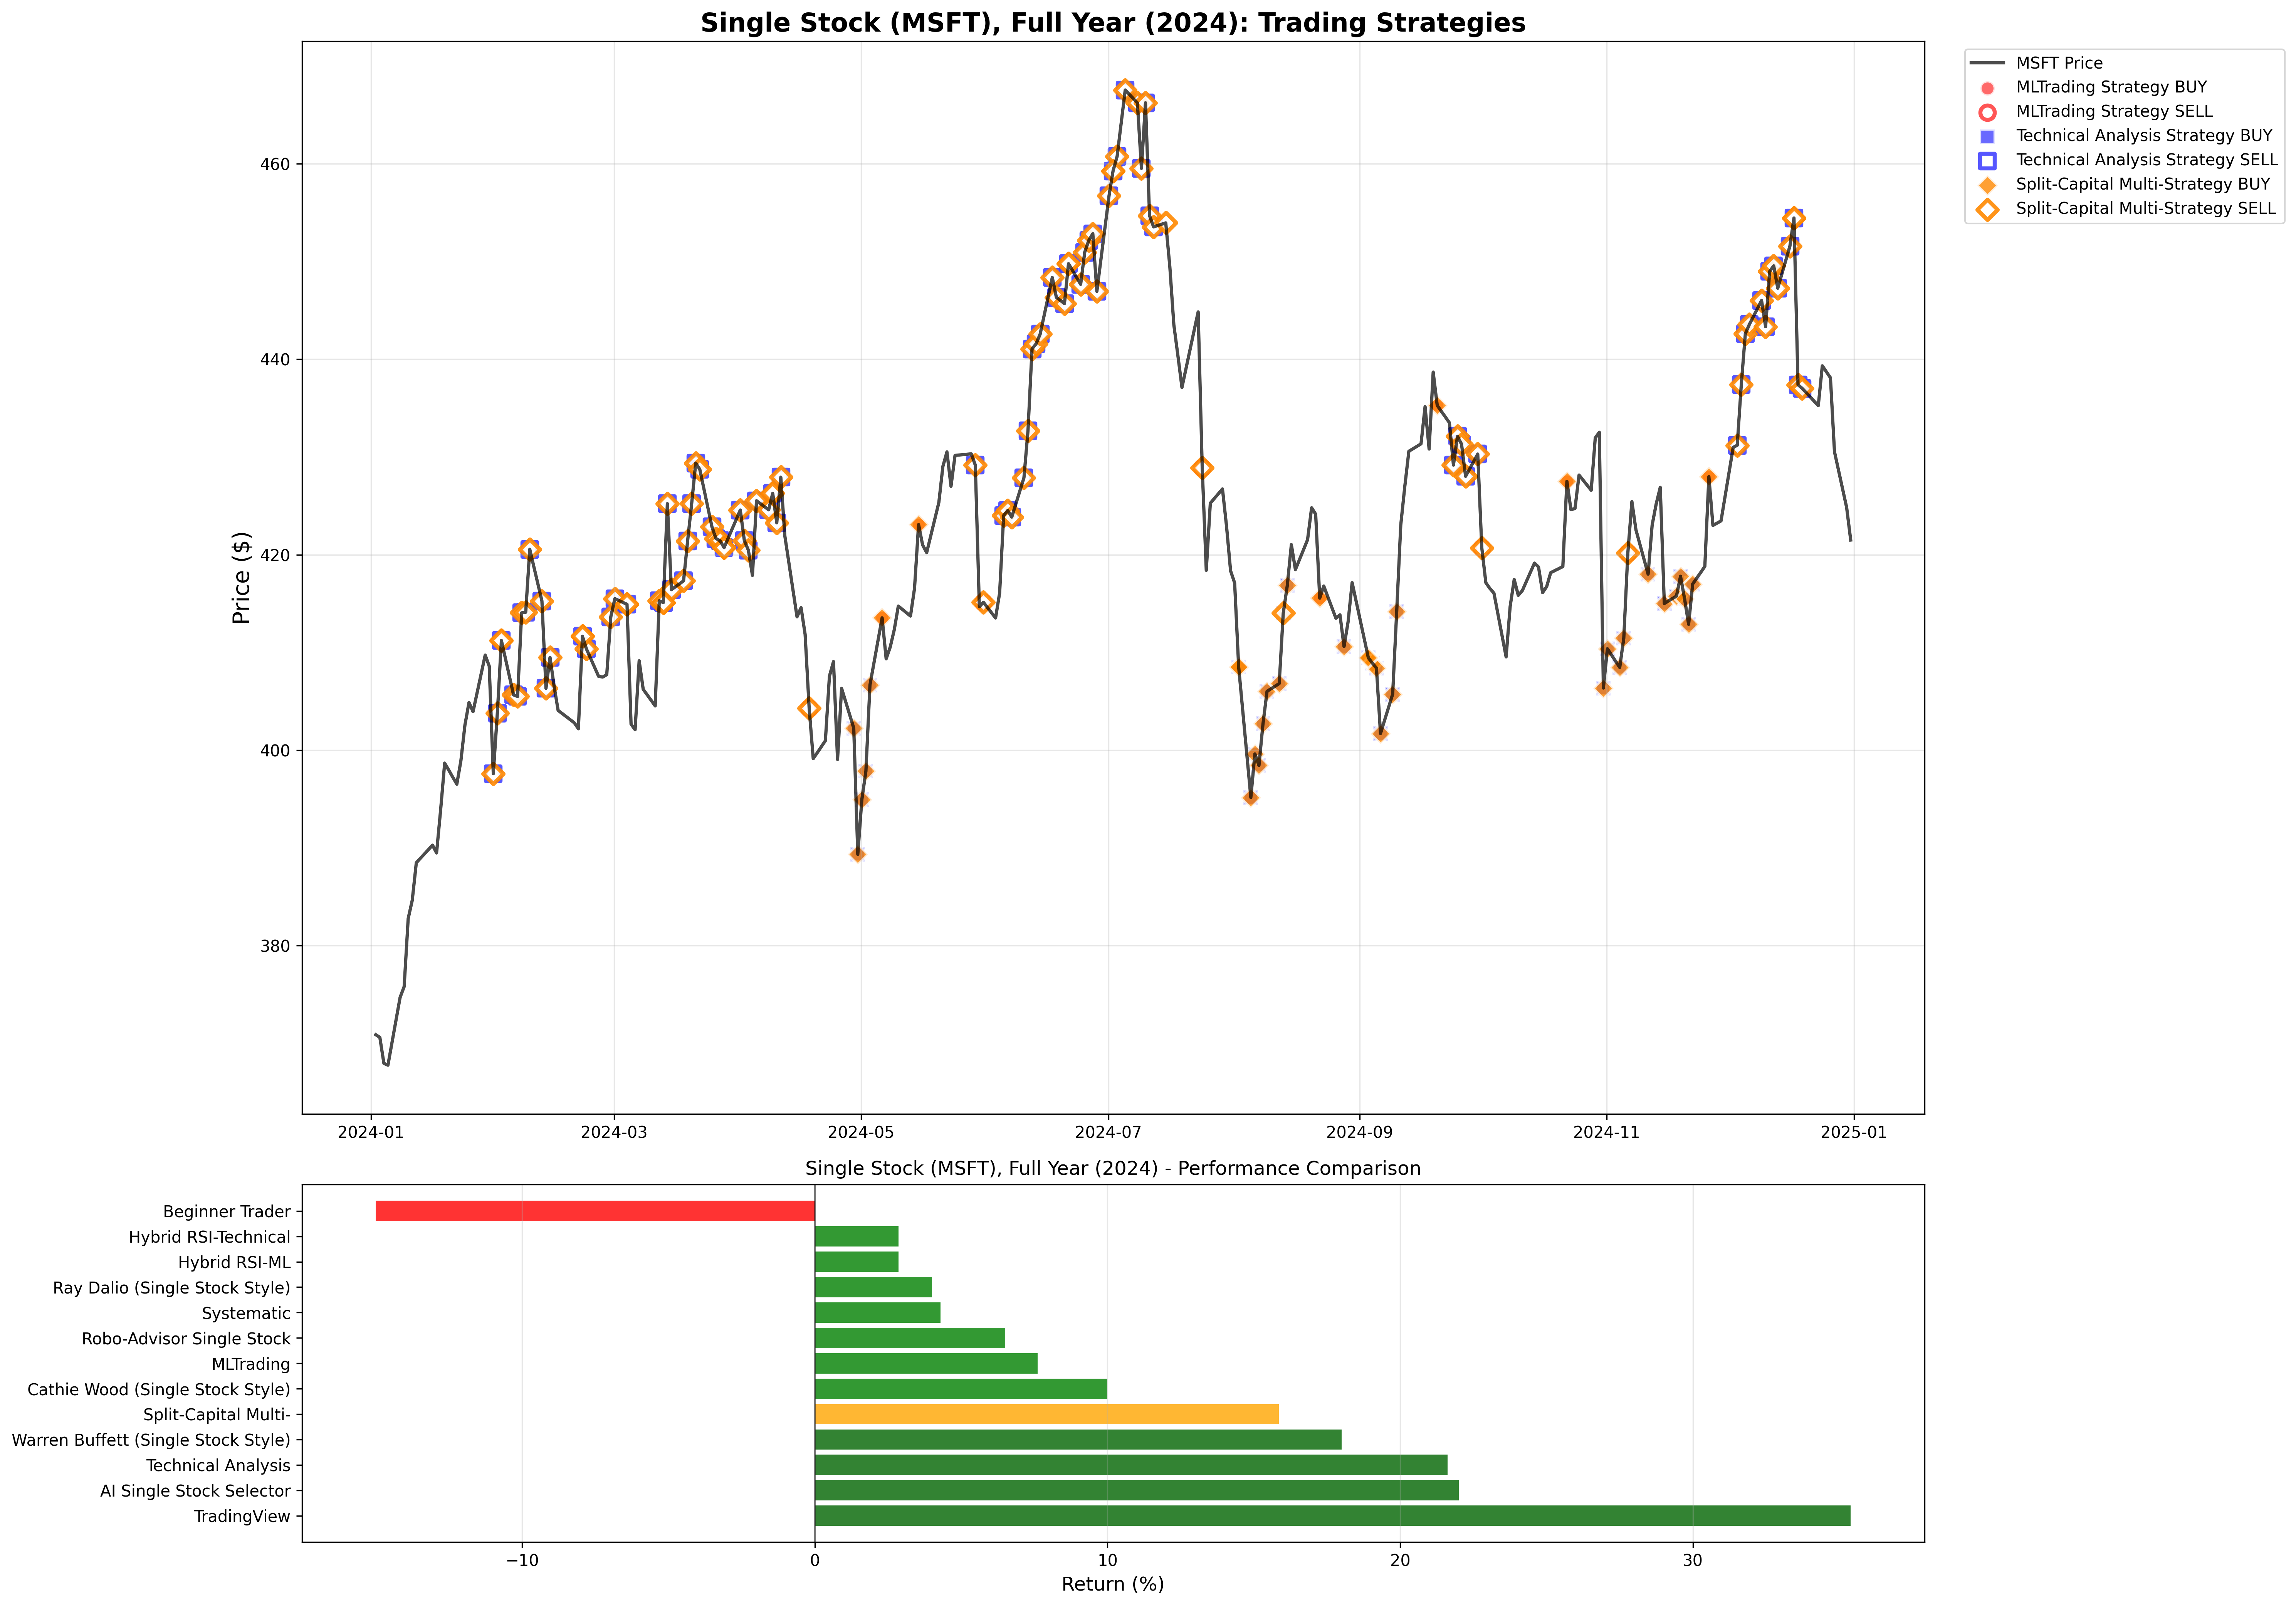 Single Stock (MSFT), Full Year (2024): Trading Strategies
MSFT Price
MLTrading Strategy BUY
MLTrading Strategy SELL
Technical Analysis Strategy BUY
Technical Analysis Strategy SELL
Split-Capital Multi-Strategy BUY
Split-Capital Multi-Strategy SELL
Price ($)
460
440
420
400
380
2024-01 2024-03 2024-05 2024-07 2024-09 2024-11 2025-01
Single Stock (MSFT), Full Year (2024) - Performance Comparison
Beginner Trader
Hybrid RSI-Technical
Hybrid RSI-ML
Ray Dalio (Single Stock Style)
Systematic
Robo-Advisor Single Stock
MLTrading
Cathie Wood (Single Stock Style)
Split-Capital Multi-
Warren Buffett (Single Stock Style)
Technical Analysis
AI Single Stock Selector
TradingView
−10 0 10 20 30
Return (%)